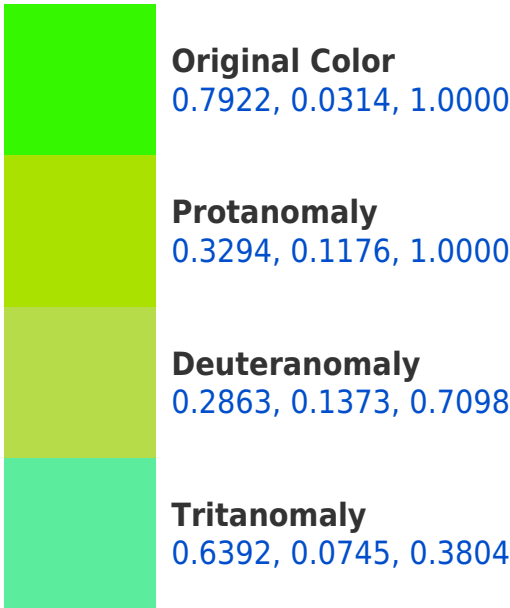 Original Color
0.7922, 0.0314, 1.0000
Protanomaly
0.3294, 0.1176, 1.0000
Deuteranomaly
0.2863, 0.1373, 0.7098
Tritanomaly
0.6392, 0.0745, 0.3804